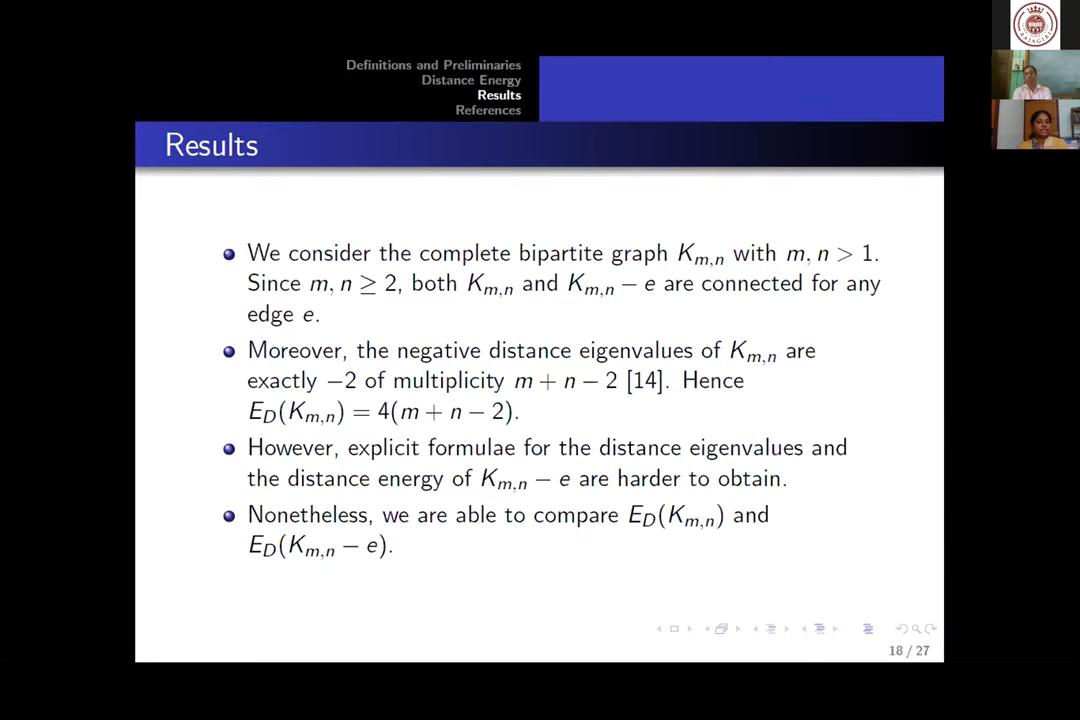 Definitions and Preliminaries
Distance Energy
Results
References
Results
We consider the complete bipartite graph K_{m,n} with m, n > 1.
Since m, n ≥ 2, both K_{m,n} and K_{m,n} − e are connected for any
edge e.
Moreover, the negative distance eigenvalues of K_{m,n} are
exactly −2 of multiplicity m + n − 2 [14]. Hence
E_D(K_{m,n}) = 4(m + n − 2).
However, explicit formulae for the distance eigenvalues and
the distance energy of K_{m,n} − e are harder to obtain.
Nonetheless, we are able to compare E_D(K_{m,n}) and
E_D(K_{m,n} − e).
18 / 27
RAJAGIRI